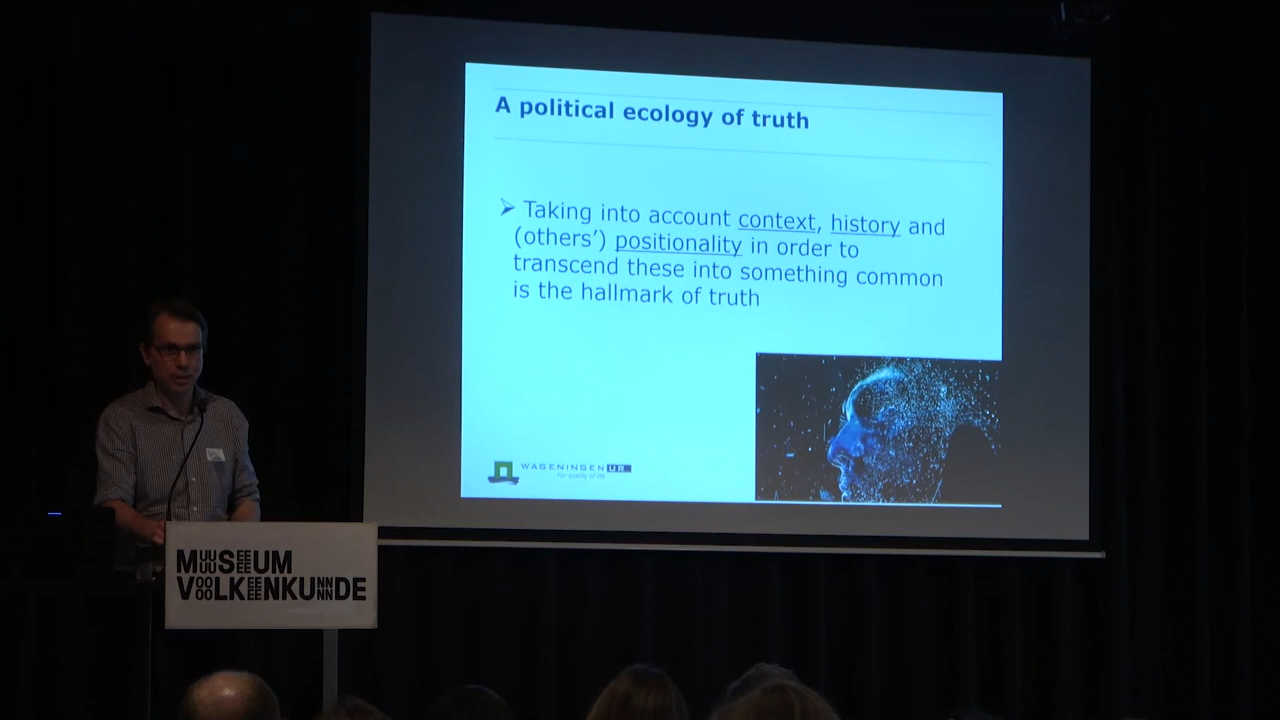 A political ecology of truth
➢ Taking into account context, history and
(others’) positionality in order to
transcend these into something common
is the hallmark of truth
WAGENINGEN UR
For quality of life
MUSEUM
VOLKENKUNDE